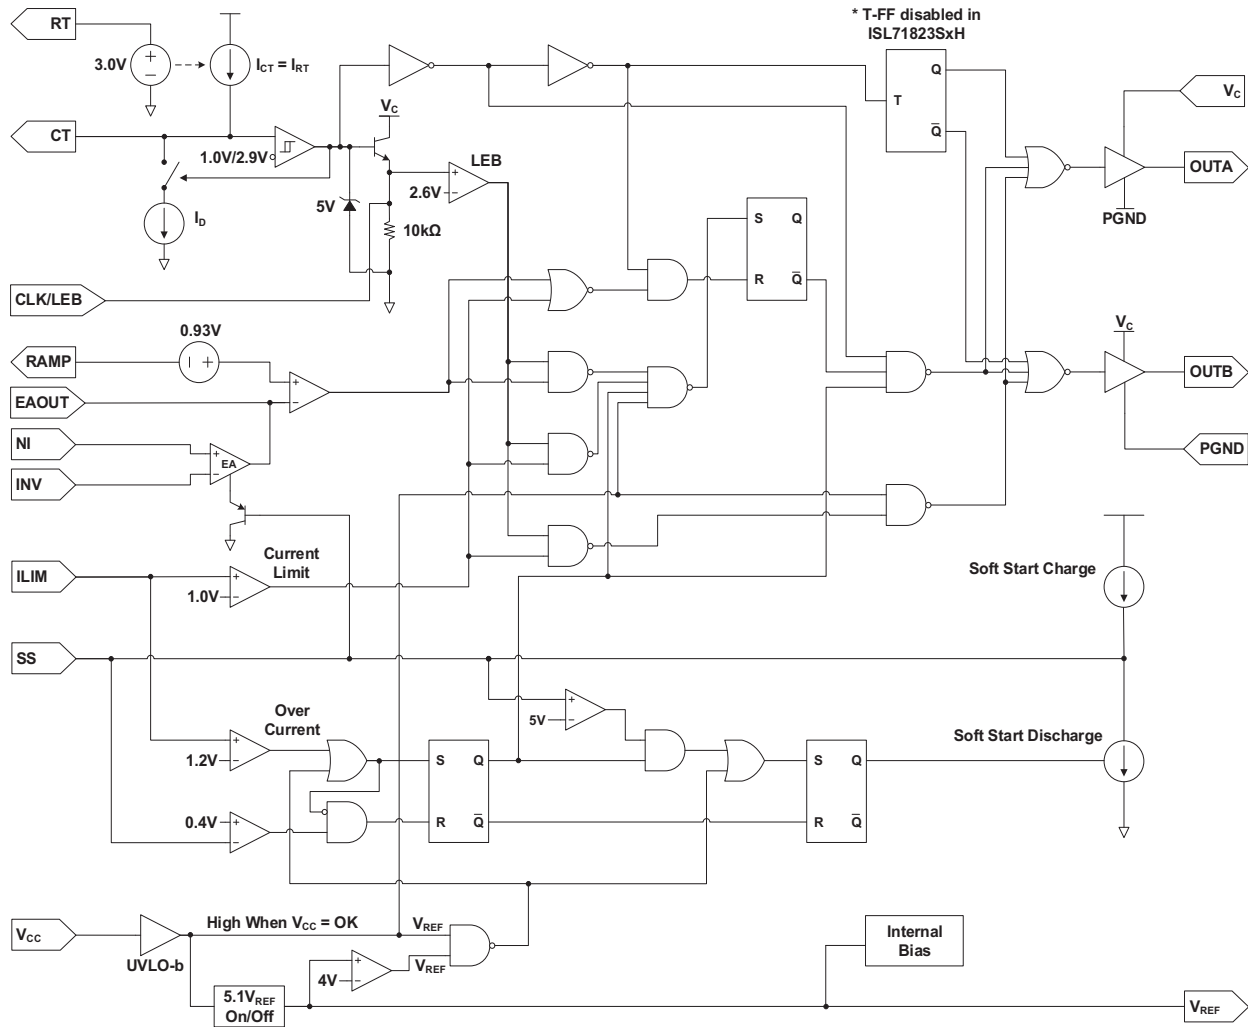 * T-FF disabled in
ISL71823SxH
RT
3.0V
I_CT = I_RT
Q
T
Q̅
V_C
CT
1.0V/2.9V
V_C
LEB
OUTA
2.6V
5V
I_D
10kΩ
PGND
S Q
R Q̅
CLK/LEB
0.93V
V_C
RAMP
OUTB
EAOUT
NI
EA
PGND
INV
Current
Limit
ILIM
1.0V
Soft Start Charge
SS
Over
Current
5V
1.2V
Soft Start Discharge
S Q
S Q
0.4V
R Q̅
R Q̅
High When V_CC = OK
V_REF
V_CC
UVLO-b
V_REF
4V
Internal
Bias
5.1V_REF
On/Off
V_REF